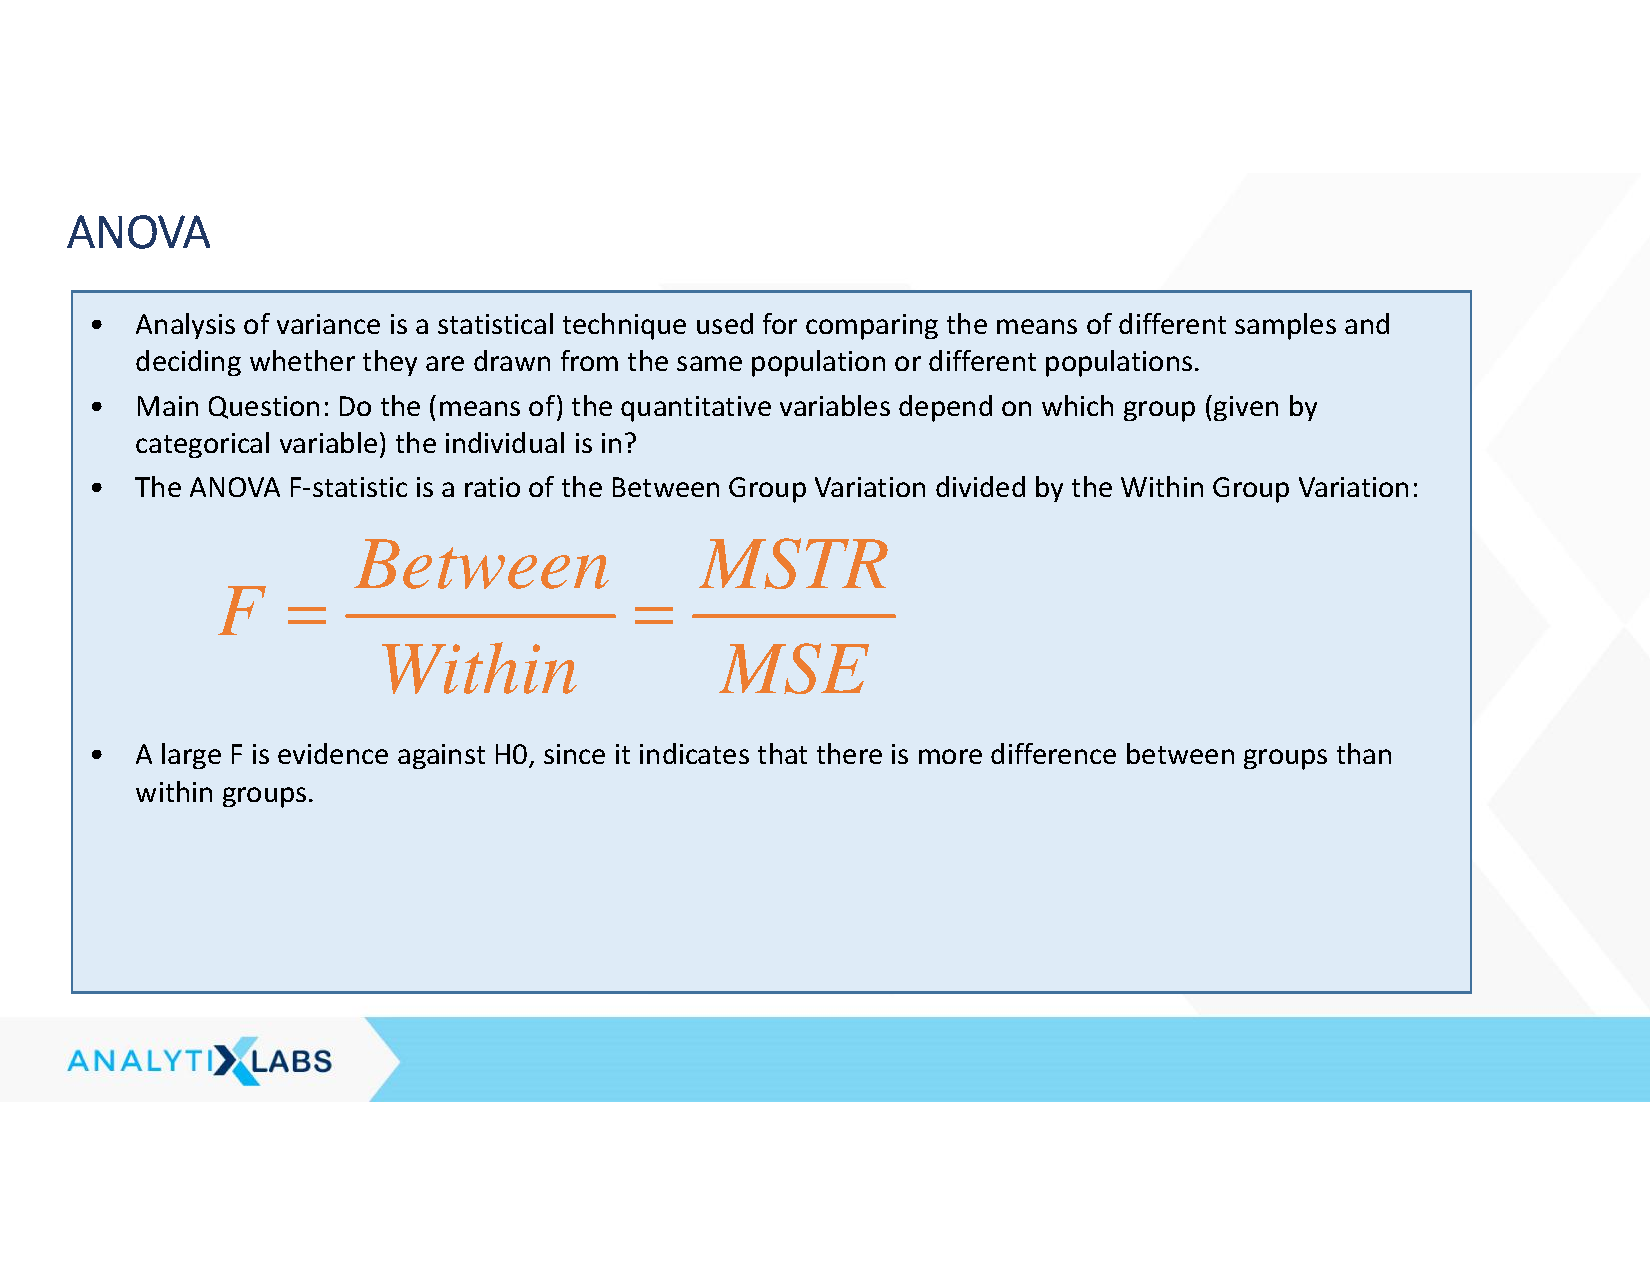 ANOVA
• Analysis of variance is a statistical technique used for comparing the means of different samples and
deciding whether they are drawn from the same population or different populations.
• Main Question: Do the (means of) the quantitative variables depend on which group (given by
categorical variable) the individual is in?
• The ANOVA F-statistic is a ratio of the Between Group Variation divided by the Within Group Variation:
F = Between / Within = MSTR / MSE
• A large F is evidence against H0, since it indicates that there is more difference between groups than
within groups.
ANALYTIXLABS